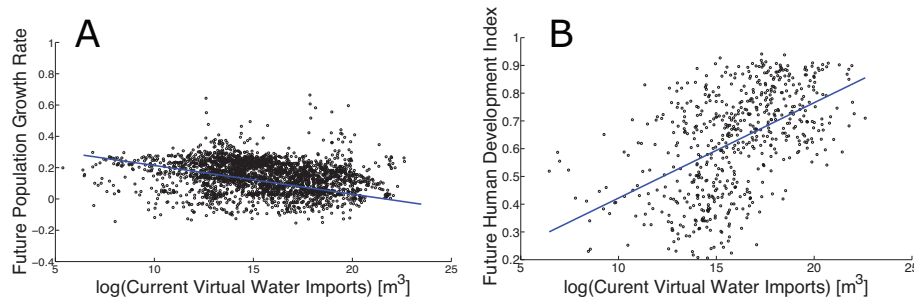 A
Future Population Growth Rate
1
0.8
0.6
0.4
0.2
0
−0.2
−0.4
5 10 15 20 25
log(Current Virtual Water Imports) [m³]
B
Future Human Development Index
1
0.9
0.8
0.7
0.6
0.5
0.4
0.3
0.2
5 10 15 20 25
log(Current Virtual Water Imports) [m³]